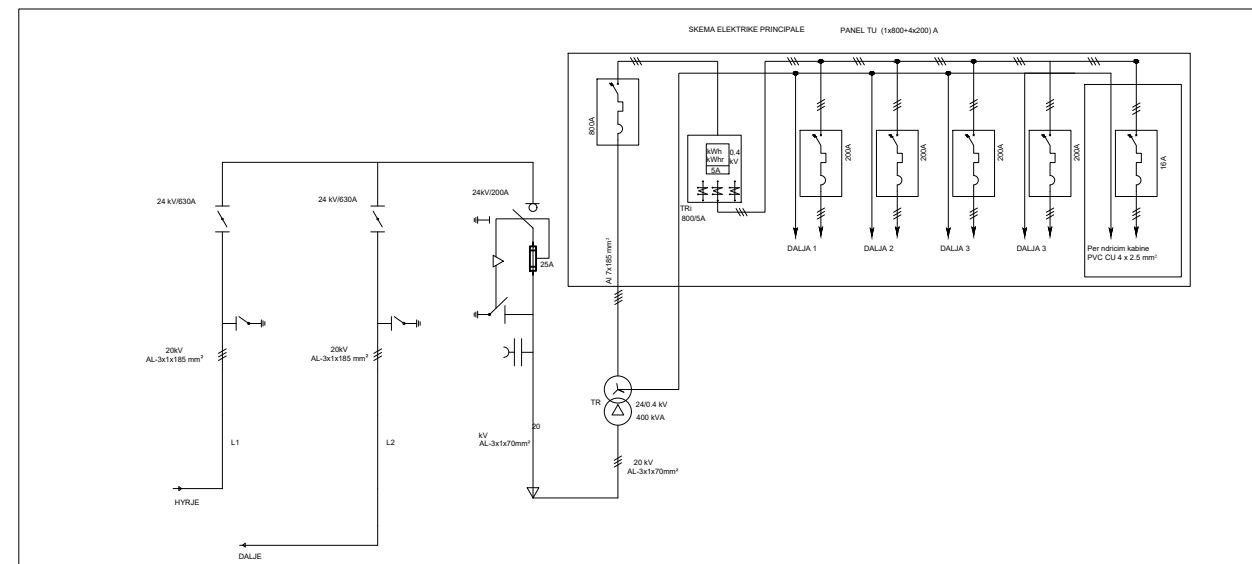 SKEMA ELEKTRIKE PRINCIPALE PANEL TU (1x800+4x200) A
800A
kWh 0.4
kWhr kV
5A
TRi
800/5A
200A
200A
200A
200A
16A
DALJA 1
DALJA 2
DALJA 3
DALJA 3
Per ndricim kabine
PVC CU 4 x 2.5 mm²
Al 7x185 mm²
24 kV/630A
24 kV/630A
24kV/200A
25A
20kV
AL-3x1x185 mm²
20kV
AL-3x1x185 mm²
TR
24/0.4 kV
400 kVA
L1
L2
20
kV
AL-3x1x70mm²
20 kV
AL-3x1x70mm²
HYRJE
DALJE